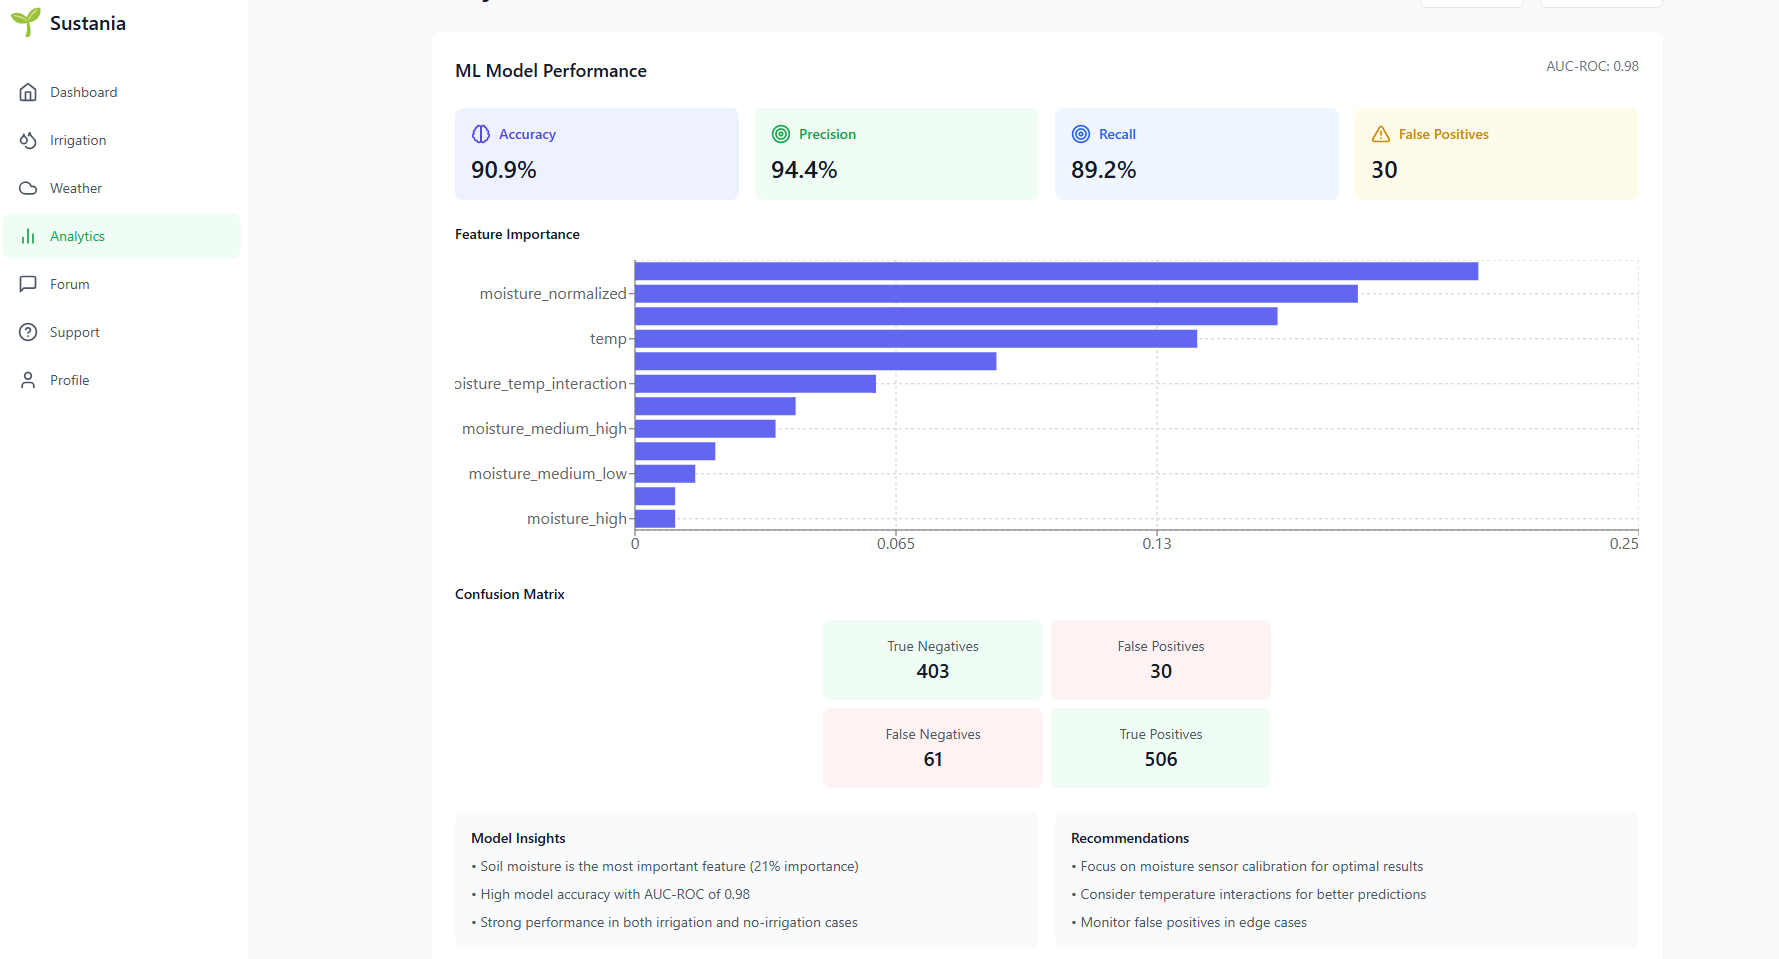 Sustania
Dashboard
Irrigation
Weather
Analytics
Forum
Support
Profile
ML Model Performance
AUC-ROC: 0.98
Accuracy
90.9%
Precision
94.4%
Recall
89.2%
False Positives
30
Feature Importance
moisture_normalized
temp
oisture_temp_interaction
moisture_medium_high
moisture_medium_low
moisture_high
0 0.065 0.13 0.25
Confusion Matrix
True Negatives
403
False Positives
30
False Negatives
61
True Positives
506
Model Insights
• Soil moisture is the most important feature (21% importance)
• High model accuracy with AUC-ROC of 0.98
• Strong performance in both irrigation and no-irrigation cases
Recommendations
• Focus on moisture sensor calibration for optimal results
• Consider temperature interactions for better predictions
• Monitor false positives in edge cases